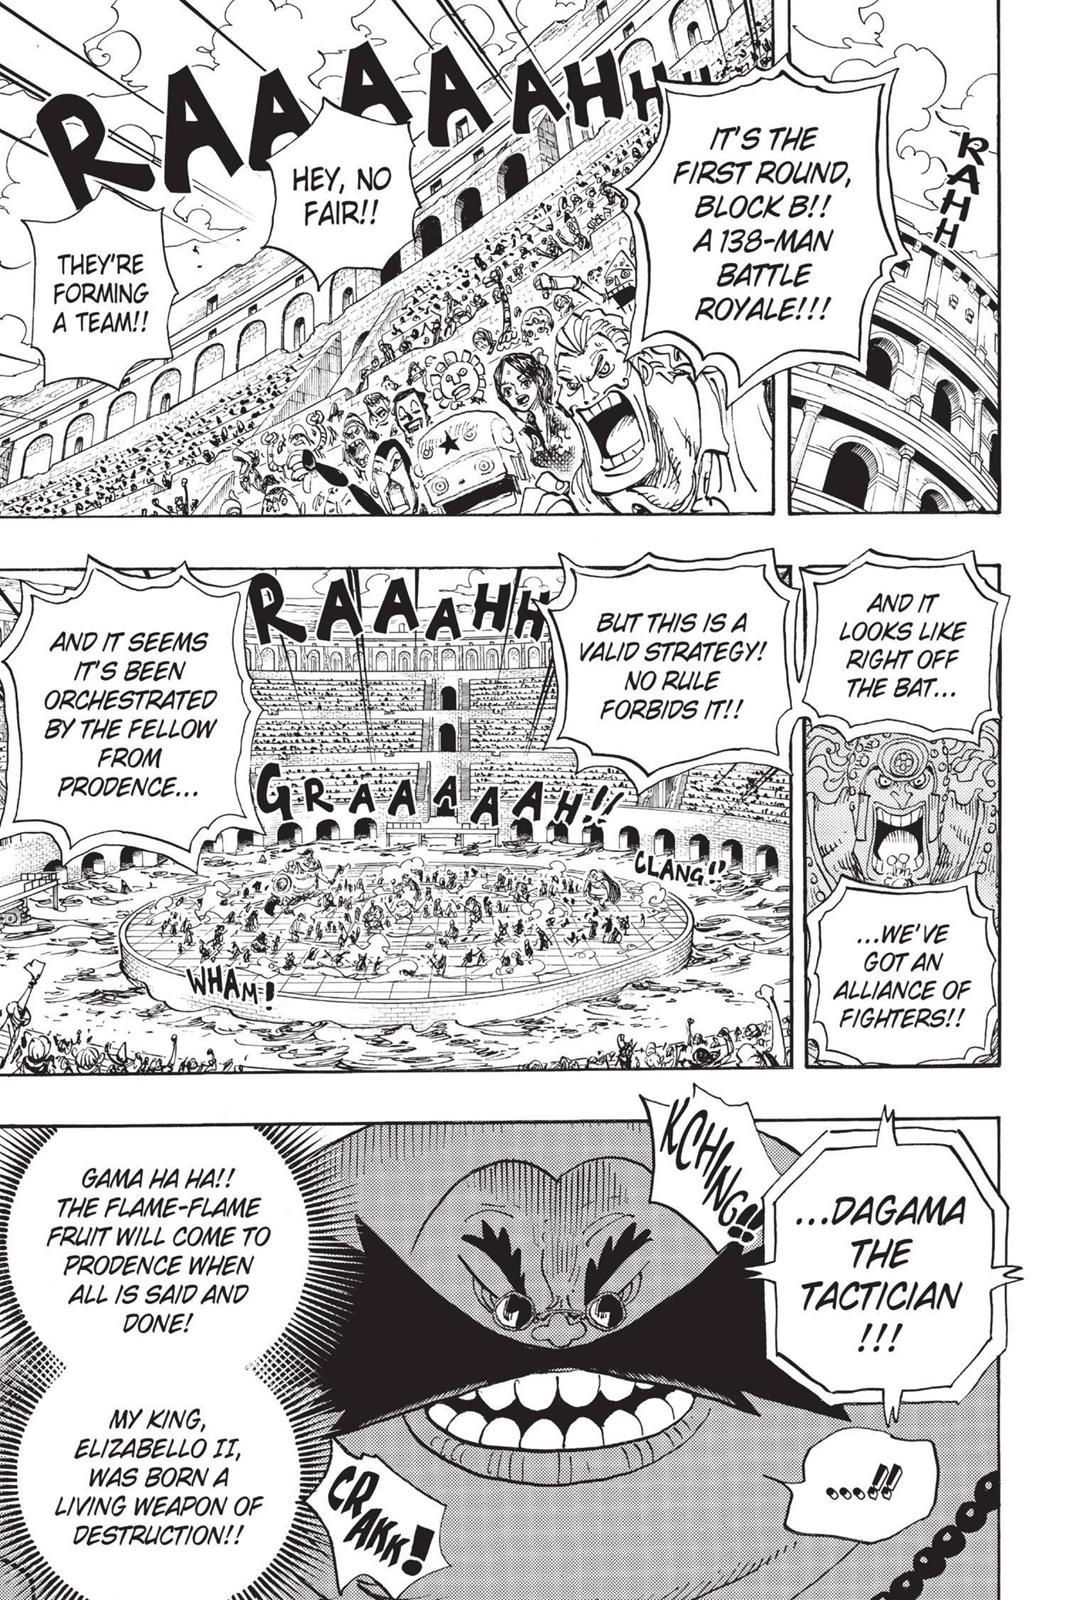 RAHH
IT'S THE
FIRST ROUND,
BLOCK B!!
A 138-MAN
BATTLE
ROYALE!!!
RAAAAAHHHH
HEY, NO
FAIR!!
THEY'RE
FORMING
A TEAM!!
AND IT
LOOKS LIKE
RIGHT OFF
THE BAT...
...WE'VE
GOT AN
ALLIANCE OF
FIGHTERS!!
BUT THIS IS A
VALID STRATEGY!
NO RULE
FORBIDS IT!!
RAAAAHH
GRAAAAAAH!!
CLANG!!
WHAM!
AND IT SEEMS
IT'S BEEN
ORCHESTRATED
BY THE FELLOW
FROM
PRODENCE...
...DAGAMA
THE
TACTICIAN
!!!
KCHING!!
...!!
CRAKK!
GAMA HA HA!!
THE FLAME-FLAME
FRUIT WILL COME TO
PRODENCE WHEN
ALL IS SAID AND
DONE!
MY KING,
ELIZABELLO II,
WAS BORN A
LIVING WEAPON OF
DESTRUCTION!!